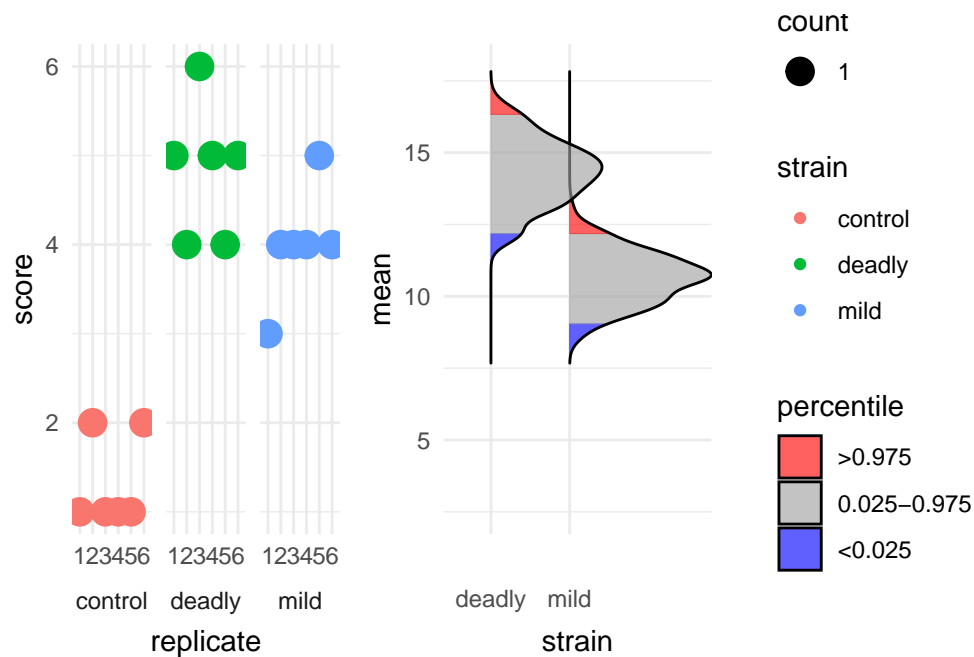 score
6
4
2
123456
123456
123456
control
deadly
mild
replicate
mean
15
10
5
deadly
mild
strain
count
1
strain
control
deadly
mild
percentile
>0.975
0.025−0.975
<0.025